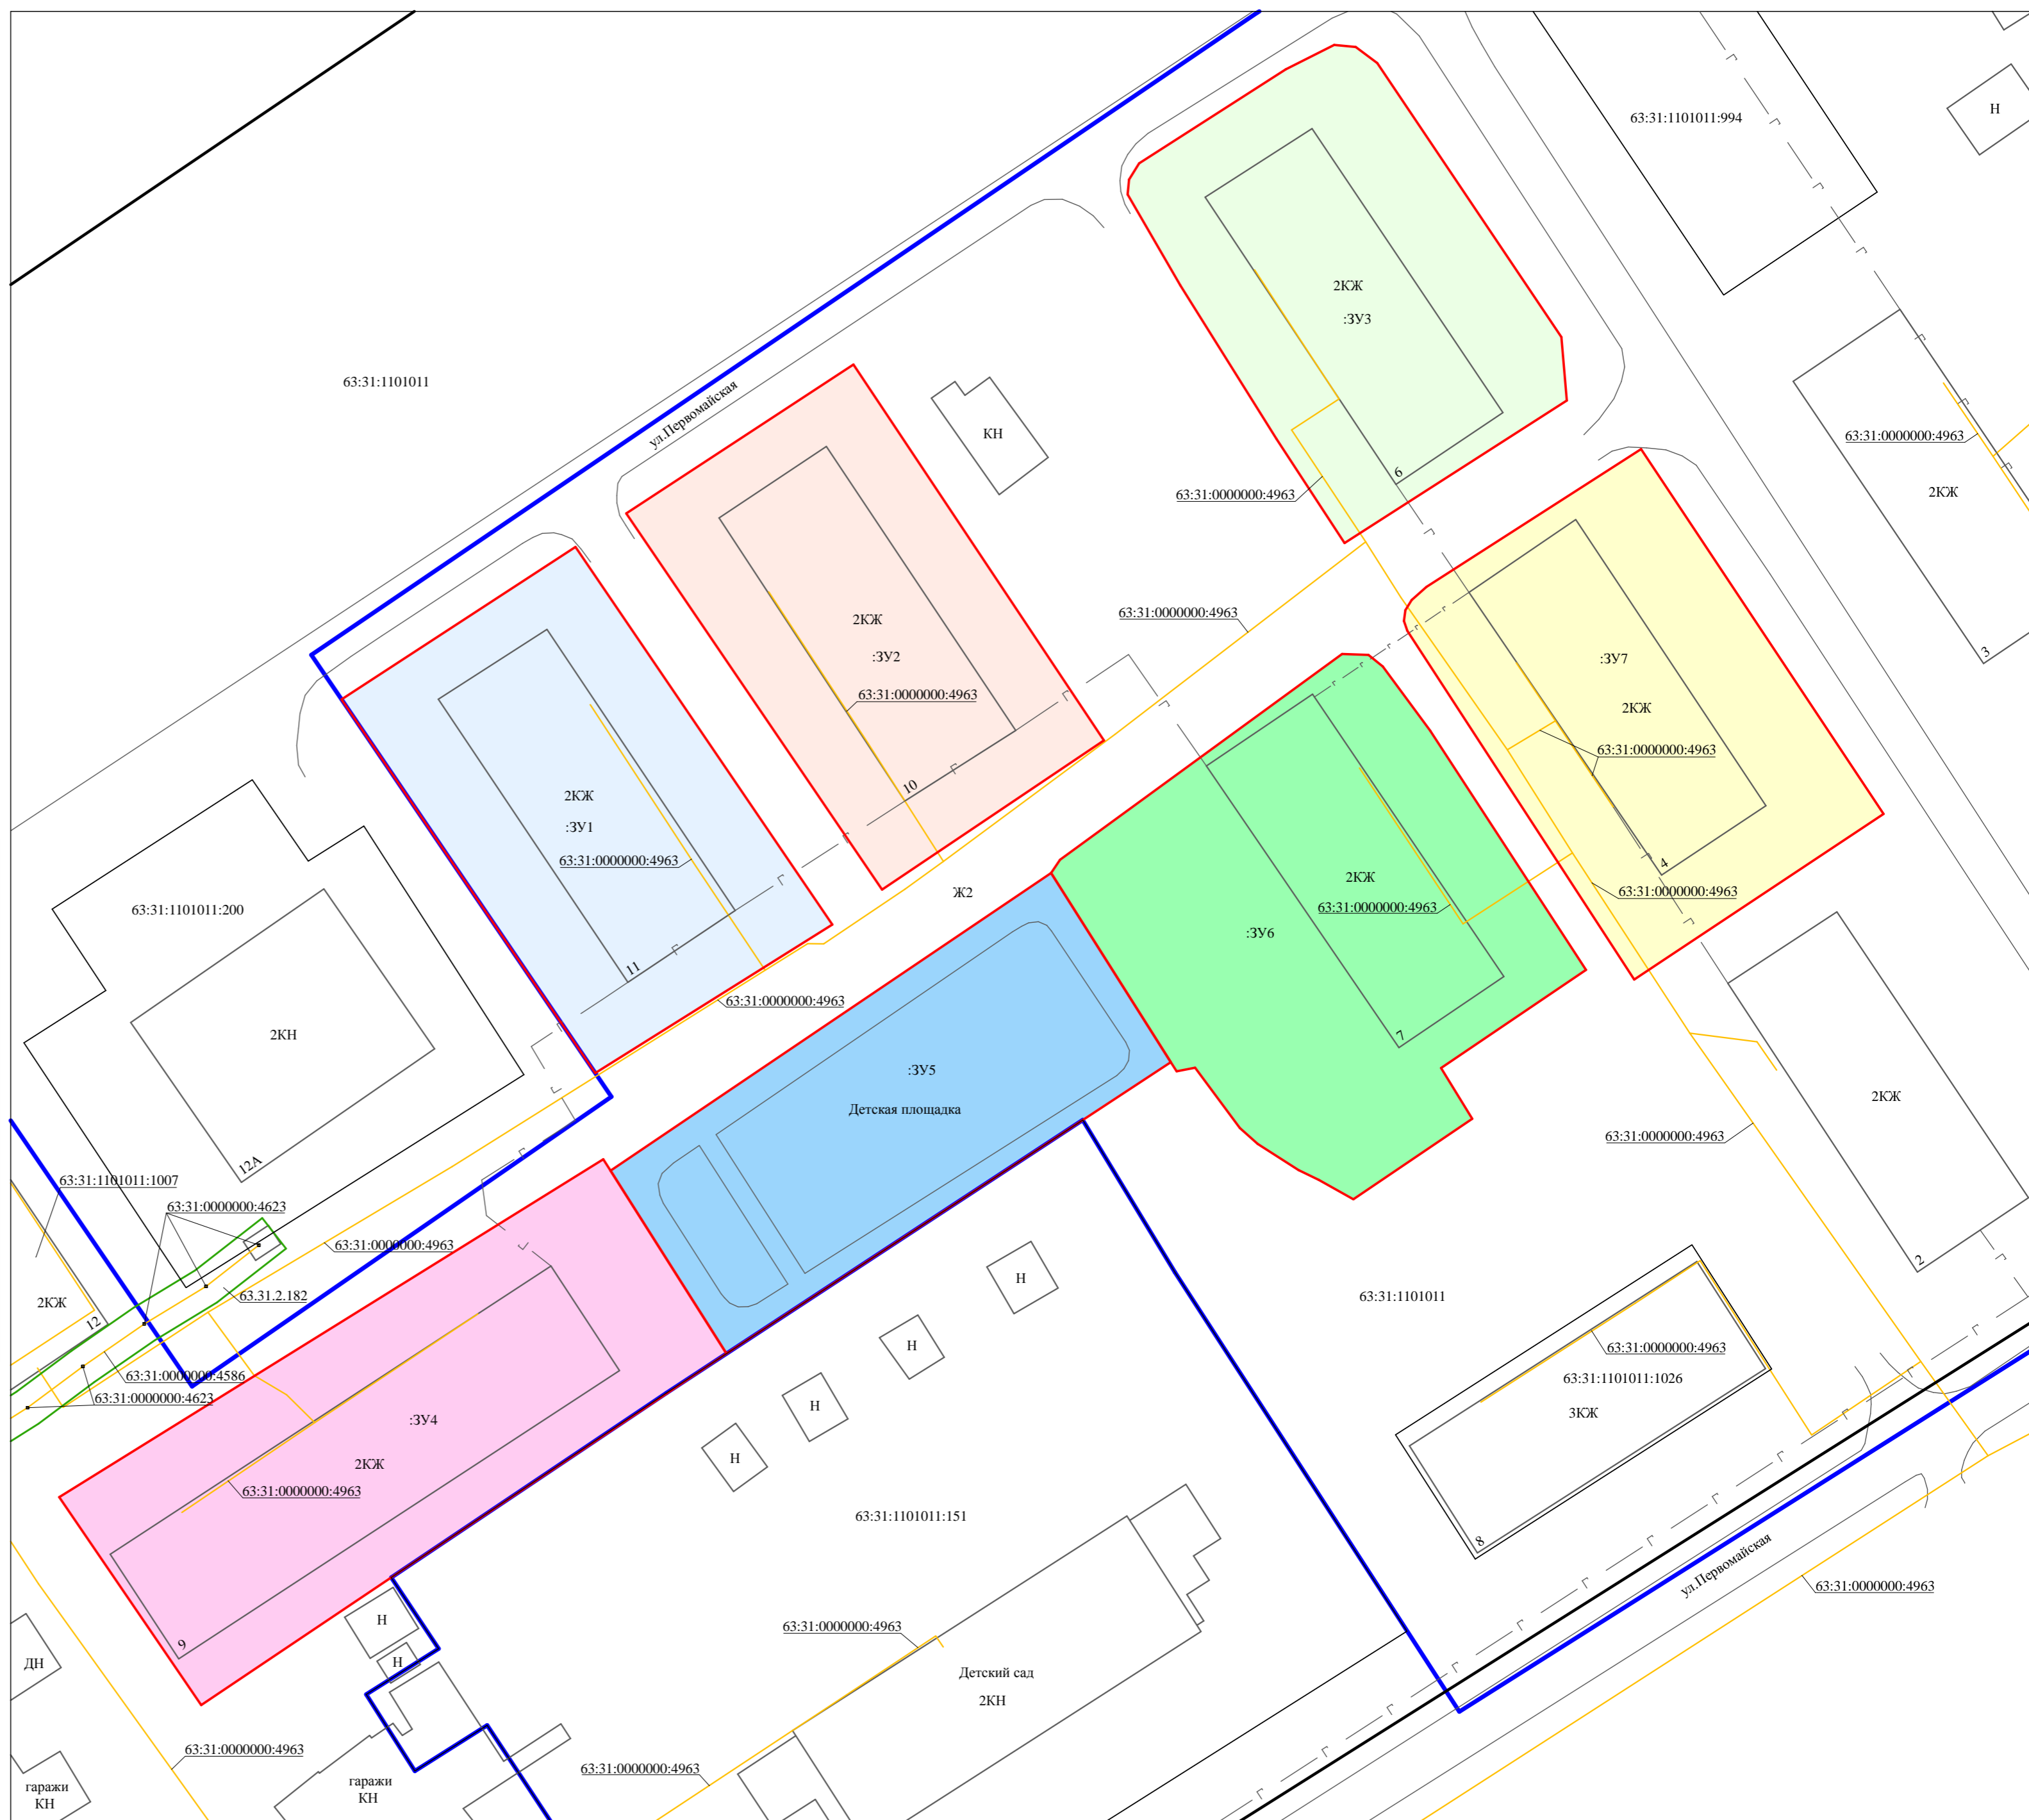 63:31:1101011:994
Н
2КЖ
:ЗУ3
63:31:1101011
ул.Первомайская
КН
63:31:0000000:4963
2КЖ
6
63:31:0000000:4963
63:31:0000000:4963
2КЖ
:ЗУ2
63:31:0000000:4963
:ЗУ7
2КЖ
63:31:0000000:4963
3
10
2КЖ
:ЗУ1
63:31:0000000:4963
4
63:31:0000000:4963
Ж2
2КЖ
63:31:0000000:4963
:ЗУ6
63:31:1101011:200
11
63:31:0000000:4963
2КН
7
:ЗУ5
Детская площадка
2КЖ
63:31:0000000:4963
12А
63:31:1101011:1007
63:31:0000000:4623
63:31:0000000:4963
2
Н
63.31.2.182
63:31:1101011
2КЖ
12
Н
63:31:0000000:4963
63:31:0000000:4586
63:31:1101011:1026
63:31:0000000:4623
Н
3КЖ
:ЗУ4
Н
2КЖ
63:31:0000000:4963
63:31:1101011:151
8
ул.Первомайская
63:31:0000000:4963
Н
63:31:0000000:4963
9
Н
ДН
Детский сад
2КН
63:31:0000000:4963
63:31:0000000:4963
гаражи
КН
гаражи
КН